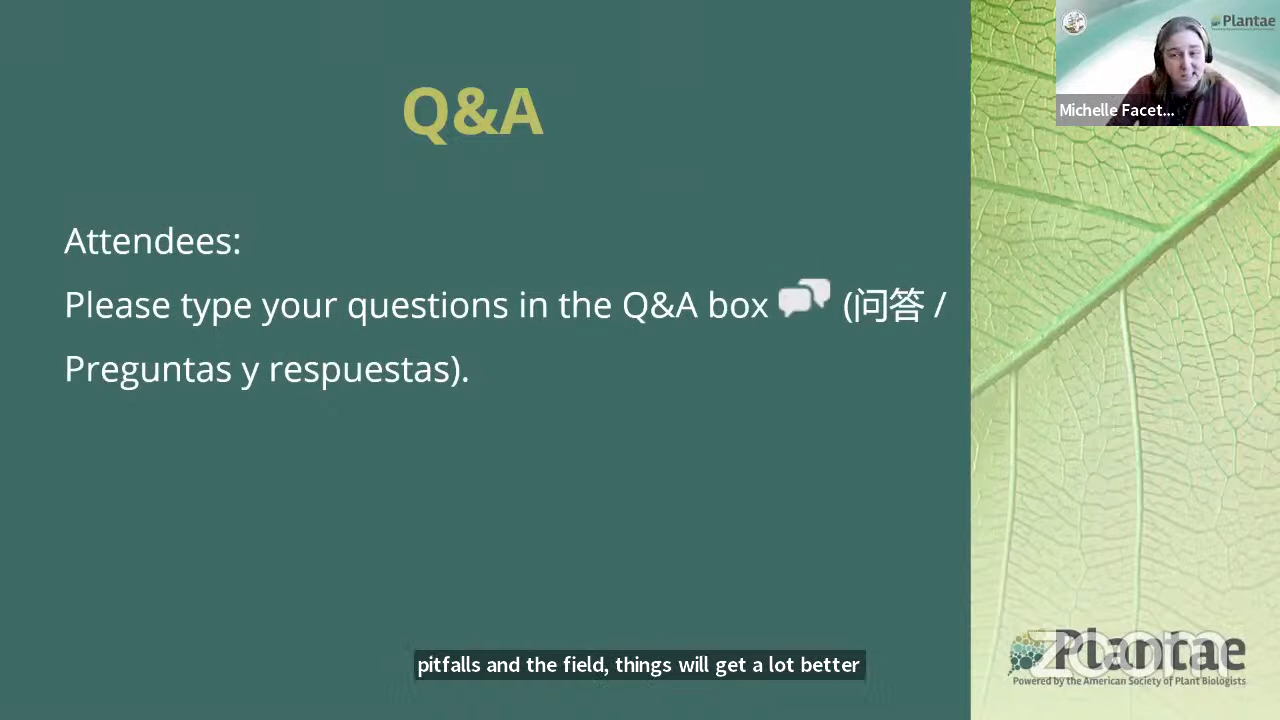 Plantae
Michelle Facet...
Q&A
Attendees:
Please type your questions in the Q&A box (问答 /
Preguntas y respuestas).
pitfalls and the field, things will get a lot better
zoom
Plantae
Powered by the American Society of Plant Biologists